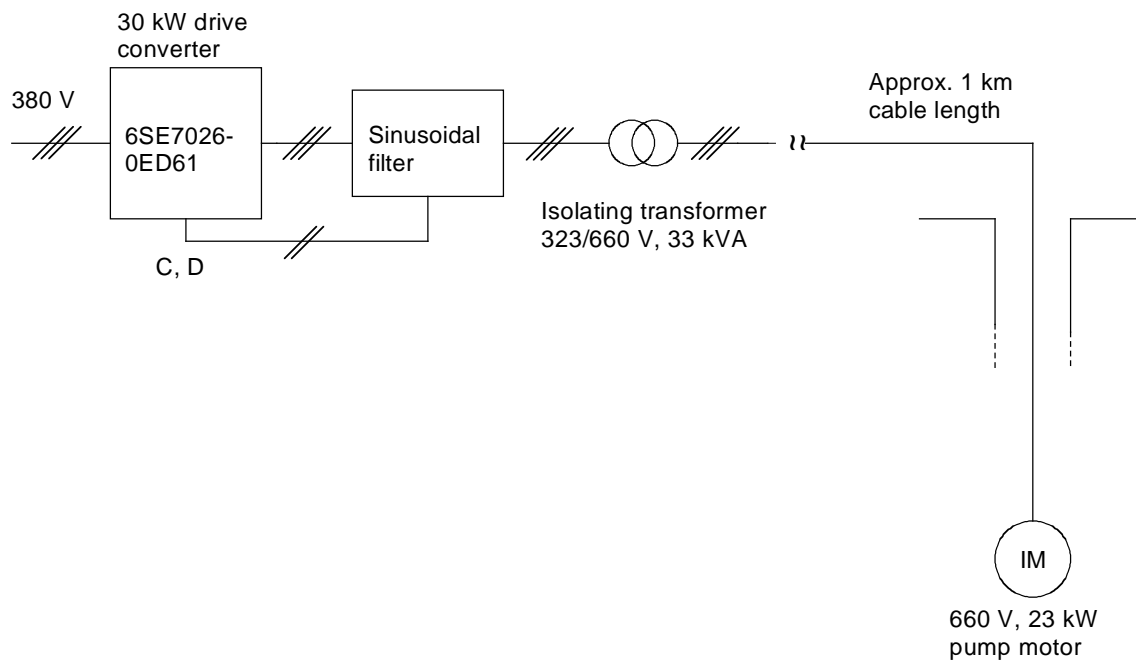 30 kW drive
converter
380 V
6SE7026-
0ED61
Sinusoidal
filter
C, D
Isolating transformer
323/660 V, 33 kVA
Approx. 1 km
cable length
IM
660 V, 23 kW
pump motor